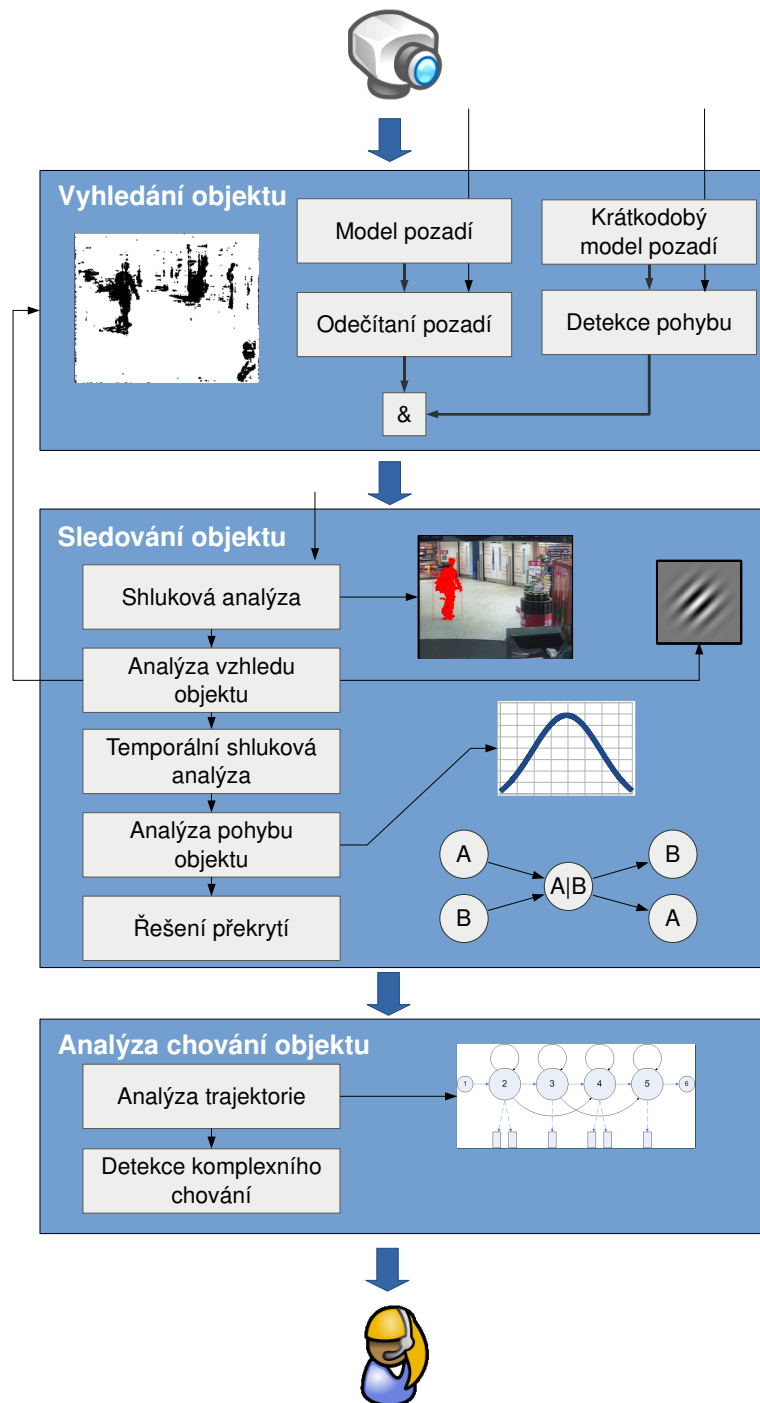 Vyhledání objektu
Model pozadí
Krátkodobý
model pozadí
Odečítaní pozadí
Detekce pohybu
&
Sledování objektu
Shluková analýza
Analýza vzhledu
objektu
Temporální shluková
analýza
Analýza pohybu
objektu
Řešení překrytí
A
B
A|B
B
A
Analýza chování objektu
Analýza trajektorie
1
2
3
4
5
6
Detekce komplexního
chování